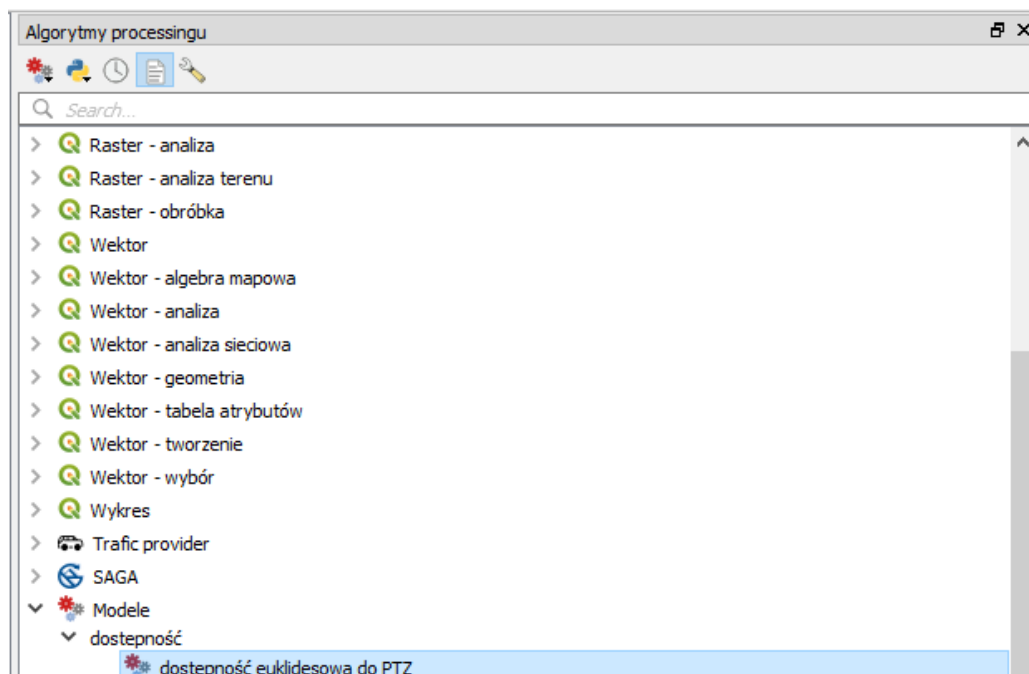 Algorytmy processingu
Search...
Raster - analiza
Raster - analiza terenu
Raster - obróbka
Wektor
Wektor - algebra mapowa
Wektor - analiza
Wektor - analiza sieciowa
Wektor - geometria
Wektor - tabela atrybutów
Wektor - tworzenie
Wektor - wybór
Wykres
Trafic provider
SAGA
Modele
dostepność
dostepność euklidesowa do PTZ